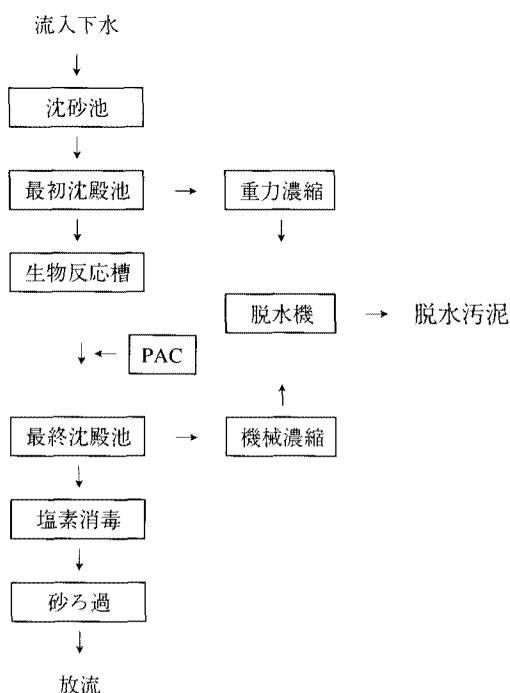 流入下水
沈砂池
最初沈殿池
重力濃縮
生物反応槽
脱水機
脱水汚泥
PAC
最終沈殿池
機械濃縮
塩素消毒
砂ろ過
放流